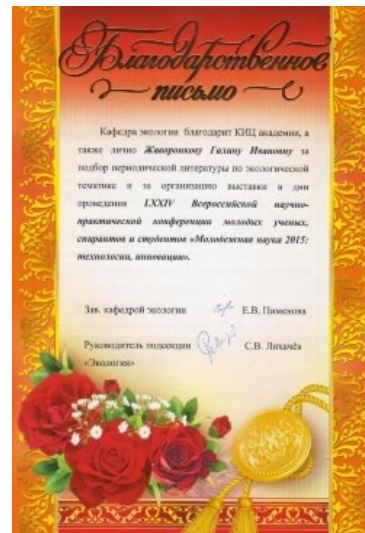 Благодарственное
письмо
Кафедра экологии благодарит КИЦ академии, а
также лично Жаворонкову Галину Ивановну за
подбор периодической литературы по экологической
тематике и за организацию выставки в дни
проведения LXXIV Всероссийской научно-
практической конференции молодых ученых,
спирантов и студентов «Молодежная наука 2015:
технологии, инновации».
Зав. кафедрой экологии Е.В. Пименова
Руководитель подсекции С.В. Лихачёв
«Экология»